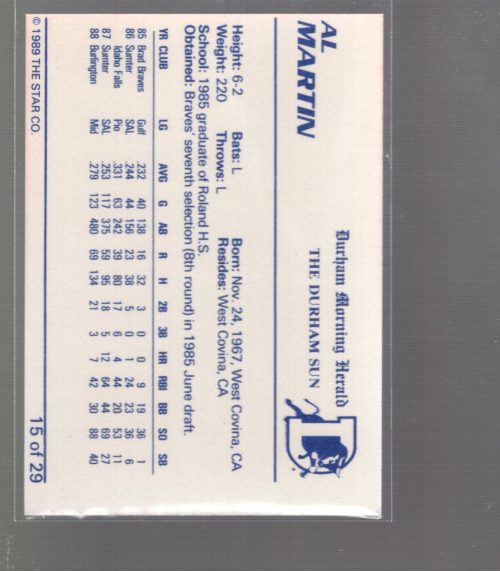 Durham Morning Herald
THE DURHAM SUN
AL
MARTIN
Height: 6-2 Bats: L Born: Nov. 24, 1967, West Covina, CA
Weight: 220 Throws: L Resides: West Covina, CA
School: 1985 graduate of Roland H.S.
Obtained: Braves' seventh selection (8th round) in 1985 June draft.
YR CLUB LG AVG G AB R H 2B 3B HR RBI BB SO SB
85 Brad Braves Gulf .232 40 138 16 32 3 0 0 9 19 36 1
86 Sumter SAL .244 44 156 23 38 5 0 1 24 23 36 6
Idaho Falls Pio .331 63 242 39 80 17 6 4 44 20 53 11
87 Sumter SAL .253 117 375 59 95 18 5 12 64 44 69 27
88 Burlington Mid .279 123 480 69 134 21 3 7 42 30 88 40
© 1989 THE STAR CO. 15 of 29